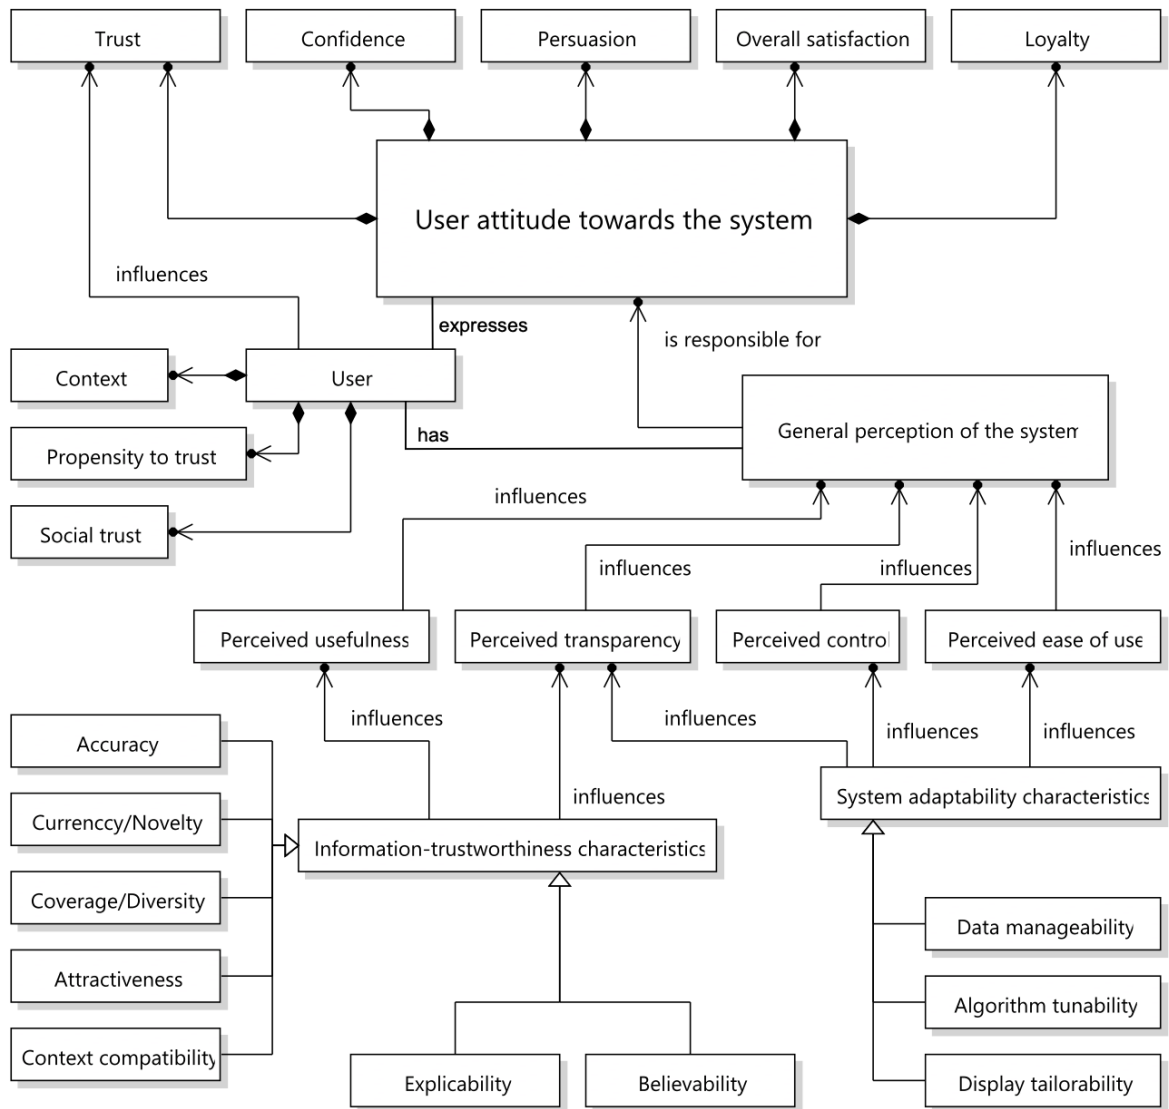 Trust
Confidence
Persuasion
Overall satisfaction
Loyalty
User attitude towards the system
influences
expresses
is responsible for
Context
User
General perception of the system
has
Propensity to trust
influences
Social trust
influences
influences
influences
Perceived usefulness
Perceived transparency
Perceived control
Perceived ease of use
influences
influences
influences
influences
Accuracy
System adaptability characteristics
influences
Currenccy/Novelty
Information-trustworthiness characteristics
Coverage/Diversity
Data manageability
Attractiveness
Algorithm tunability
Context compatibility
Explicability
Believability
Display tailorability